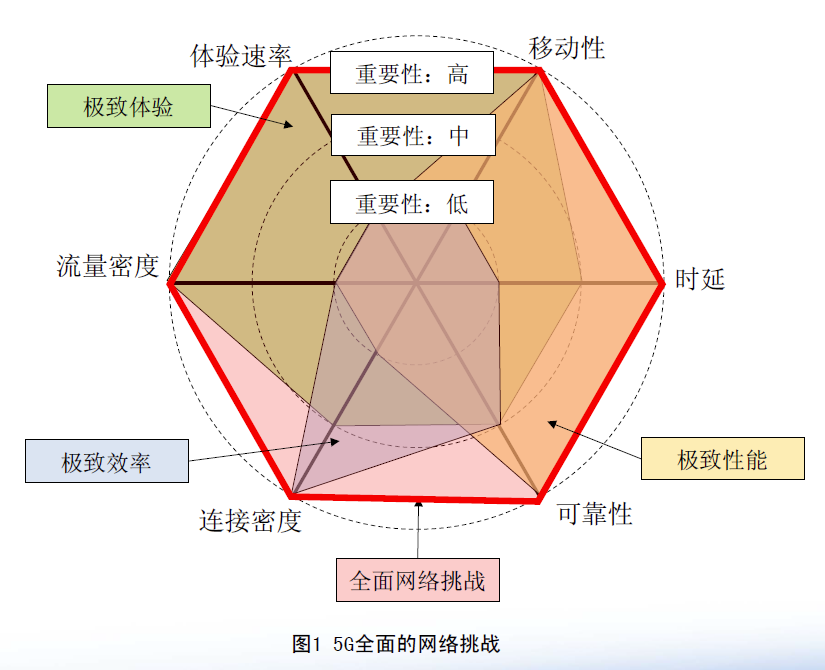 体验速率
移动性
重要性：高
极致体验
重要性：中
重要性：低
流量密度
时延
极致效率
极致性能
连接密度
可靠性
全面网络挑战
图1 5G全面的网络挑战